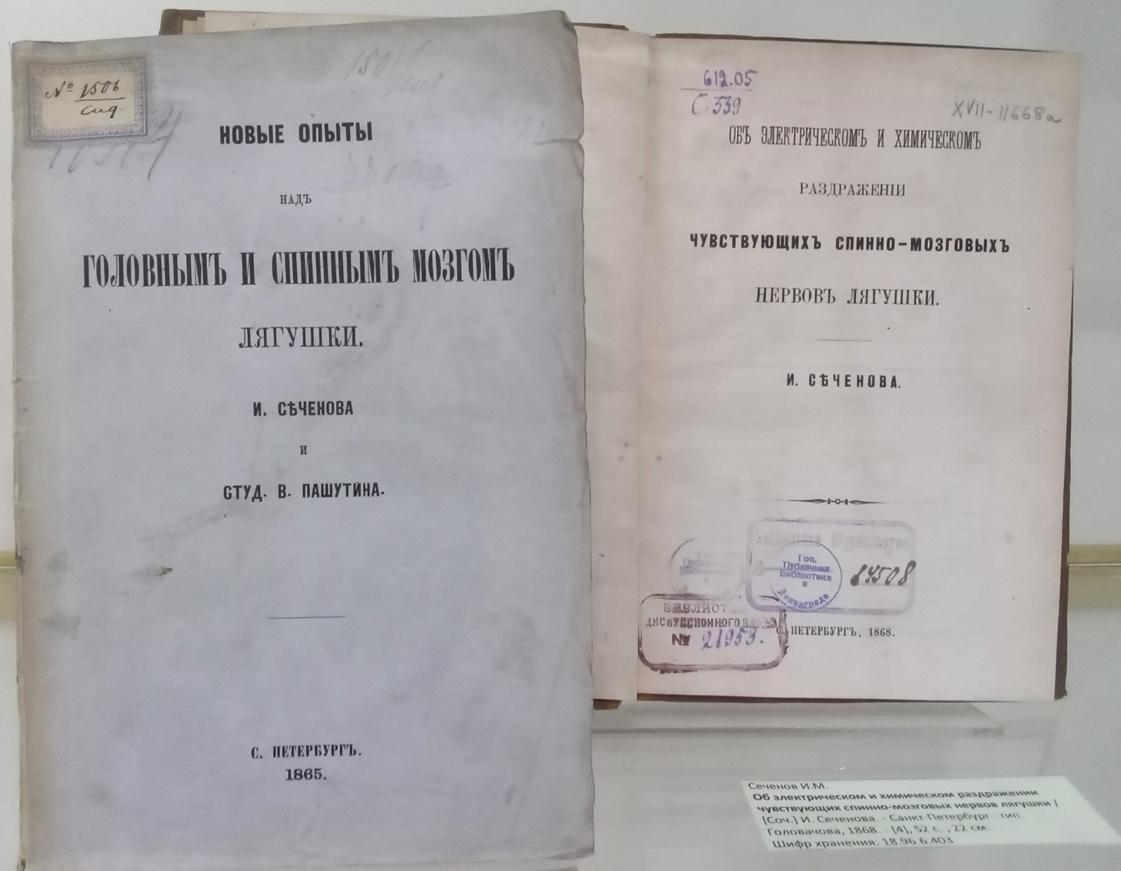 № 1506
НОВЫЕ ОПЫТЫ
НАДЪ
ГОЛОВНЫМЪ И СПИННЫМЪ МОЗГОМЪ
ЛЯГУШКИ.
И. СѢЧЕНОВА
И
СТУД. В. ПАШУТИНА.
С. ПЕТЕРБУРГЪ.
1865.
612.05
С 339
XVII-11668а
ОБЪ ЭЛЕКТРИЧЕСКОМЪ И ХИМИЧЕСКОМЪ
РАЗДРАЖЕНІИ
ЧУВСТВУЮЩИХЪ СПИННО-МОЗГОВЫХЪ
НЕРВОВЪ ЛЯГУШКИ.
И. СѢЧЕНОВА.
Гос.
Публичная
Библиотека
в
Ленинграде
14508
№ 21953.
ПЕТЕРБУРГЪ, 1868.
Сеченов И.М.
Об электрическом и химическом раздражении
чувствующих спинно-мозговых нервов лягушки /
[Соч.] И. Сеченова. - Санкт-Петербург тип.
Головачова, 1868. - [4], 52 с. , 22 см
Шифр хранения: 18.96.6.403